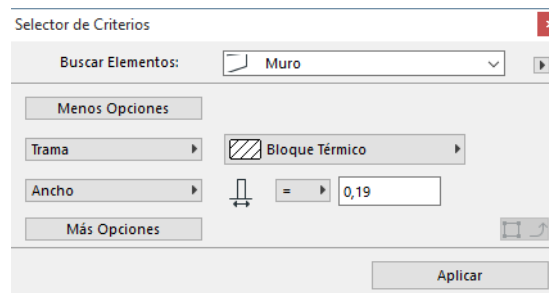 Selector de Criterios
Buscar Elementos: Muro
Menos Opciones
Trama Bloque Térmico
Ancho = 0,19
Más Opciones
Aplicar